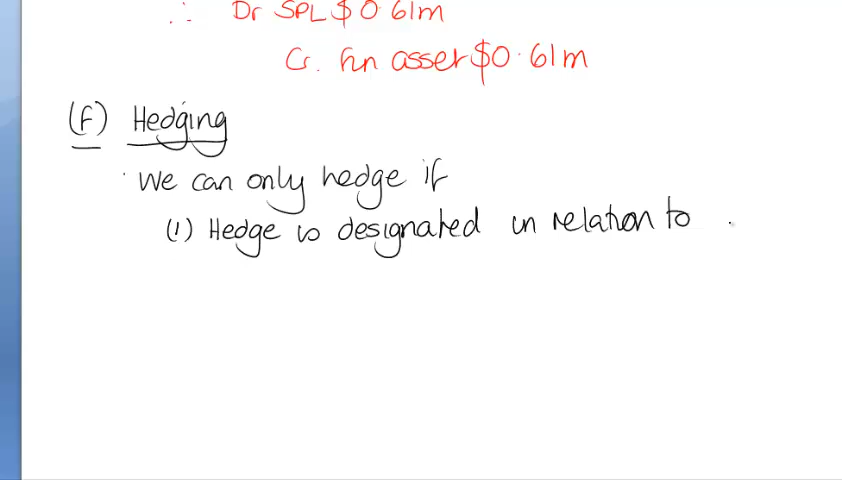 ∴ Dr SPL $0.61m
Cr. Fin asset $0.61m
(F) Hedging
We can only hedge if
(1) Hedge is designated in relation to